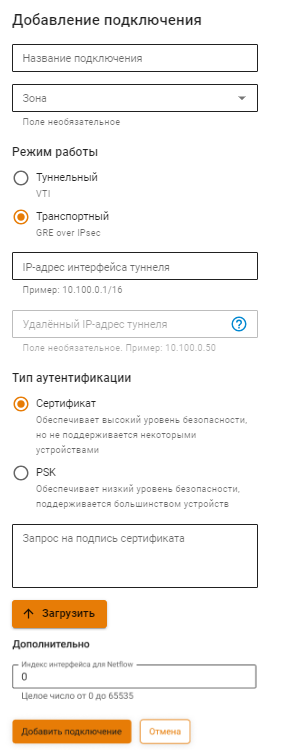 Добавление подключения
Название подключения
Зона
Поле необязательное
Режим работы
Туннельный
VTI
Транспортный
GRE over IPsec
IP-адрес интерфейса туннеля
Пример: 10.100.0.1/16
Удалённый IP-адрес туннеля
Поле необязательное. Пример: 10.100.0.50
Тип аутентификации
Сертификат
Обеспечивает высокий уровень безопасности,
но не поддерживается некоторыми
устройствами
PSK
Обеспечивает низкий уровень безопасности,
поддерживается большинством устройств
Запрос на подпись сертификата
Загрузить
Дополнительно
Индекс интерфейса для Netflow
0
Целое число от 0 до 65535
Добавить подключение
Отмена